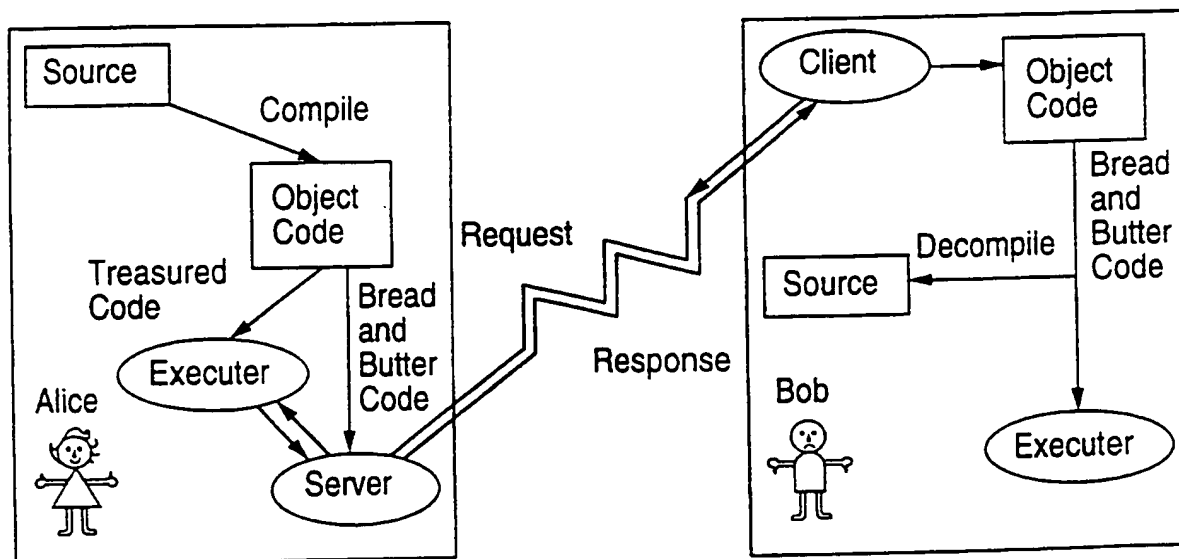 Source
Compile
Object
Code
Treasured
Code
Bread
and
Butter
Code
Executer
Alice
Server
Request
Response
Client
Object
Code
Bread
and
Butter
Code
Decompile
Source
Bob
Executer